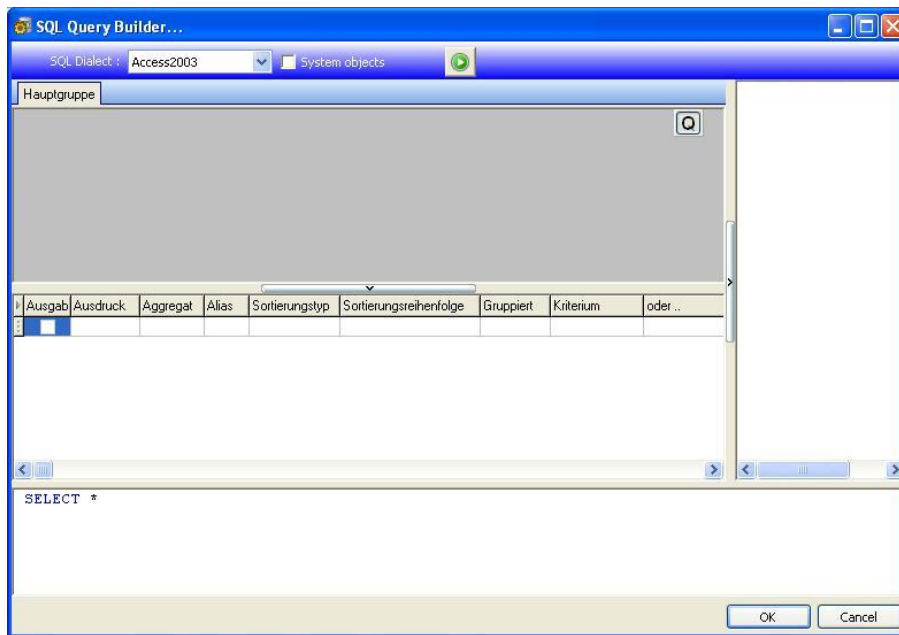 SQL Query Builder...
SQL Dialect : Access2003 System objects
Hauptgruppe
Q
Ausgab Ausdruck Aggregat Alias Sortierungstyp Sortierungsreihenfolge Gruppiert Kriterium oder ..
SELECT *
OK Cancel